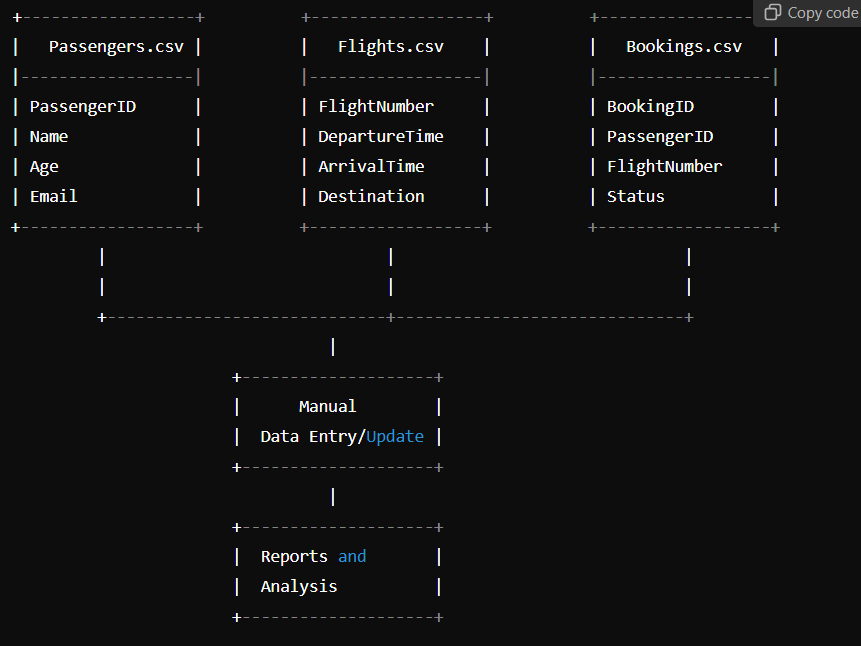 Copy code
+------------------+          +------------------+          +------------------+
|   Passengers.csv |          |   Flights.csv    |          |   Bookings.csv   |
|------------------|          |------------------|          |------------------|
| PassengerID      |          | FlightNumber     |          | BookingID        |
| Name             |          | DepartureTime    |          | PassengerID      |
| Age              |          | ArrivalTime      |          | FlightNumber     |
| Email            |          | Destination      |          | Status           |
+------------------+          +------------------+          +------------------+
         |                             |                              |
         |                             |                              |
         +-----------------------------+------------------------------+
                                 |
                       +--------------------+
                       |      Manual        |
                       |  Data Entry/Update |
                       +--------------------+
                                 |
                       +--------------------+
                       |  Reports and       |
                       |  Analysis          |
                       +--------------------+